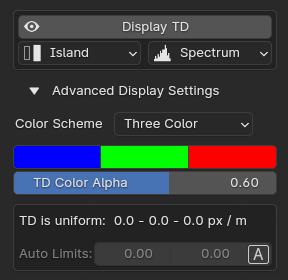 Display TD
Island Spectrum
Advanced Display Settings
Color Scheme Three Color
TD Color Alpha 0.60
TD is uniform: 0.0 - 0.0 - 0.0 px / m
Auto Limits: 0.00 0.00 A